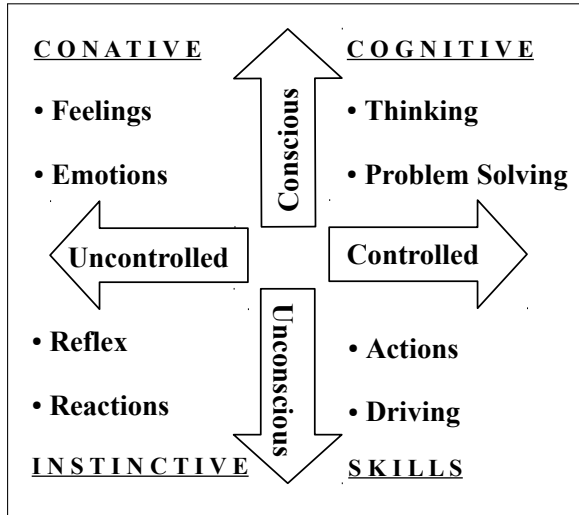 CONATIVE
COGNITIVE
• Feelings
• Thinking
• Emotions
• Problem Solving
Conscious
Uncontrolled
Controlled
Unconscious
• Reflex
• Actions
• Reactions
• Driving
INSTINCTIVE
SKILLS